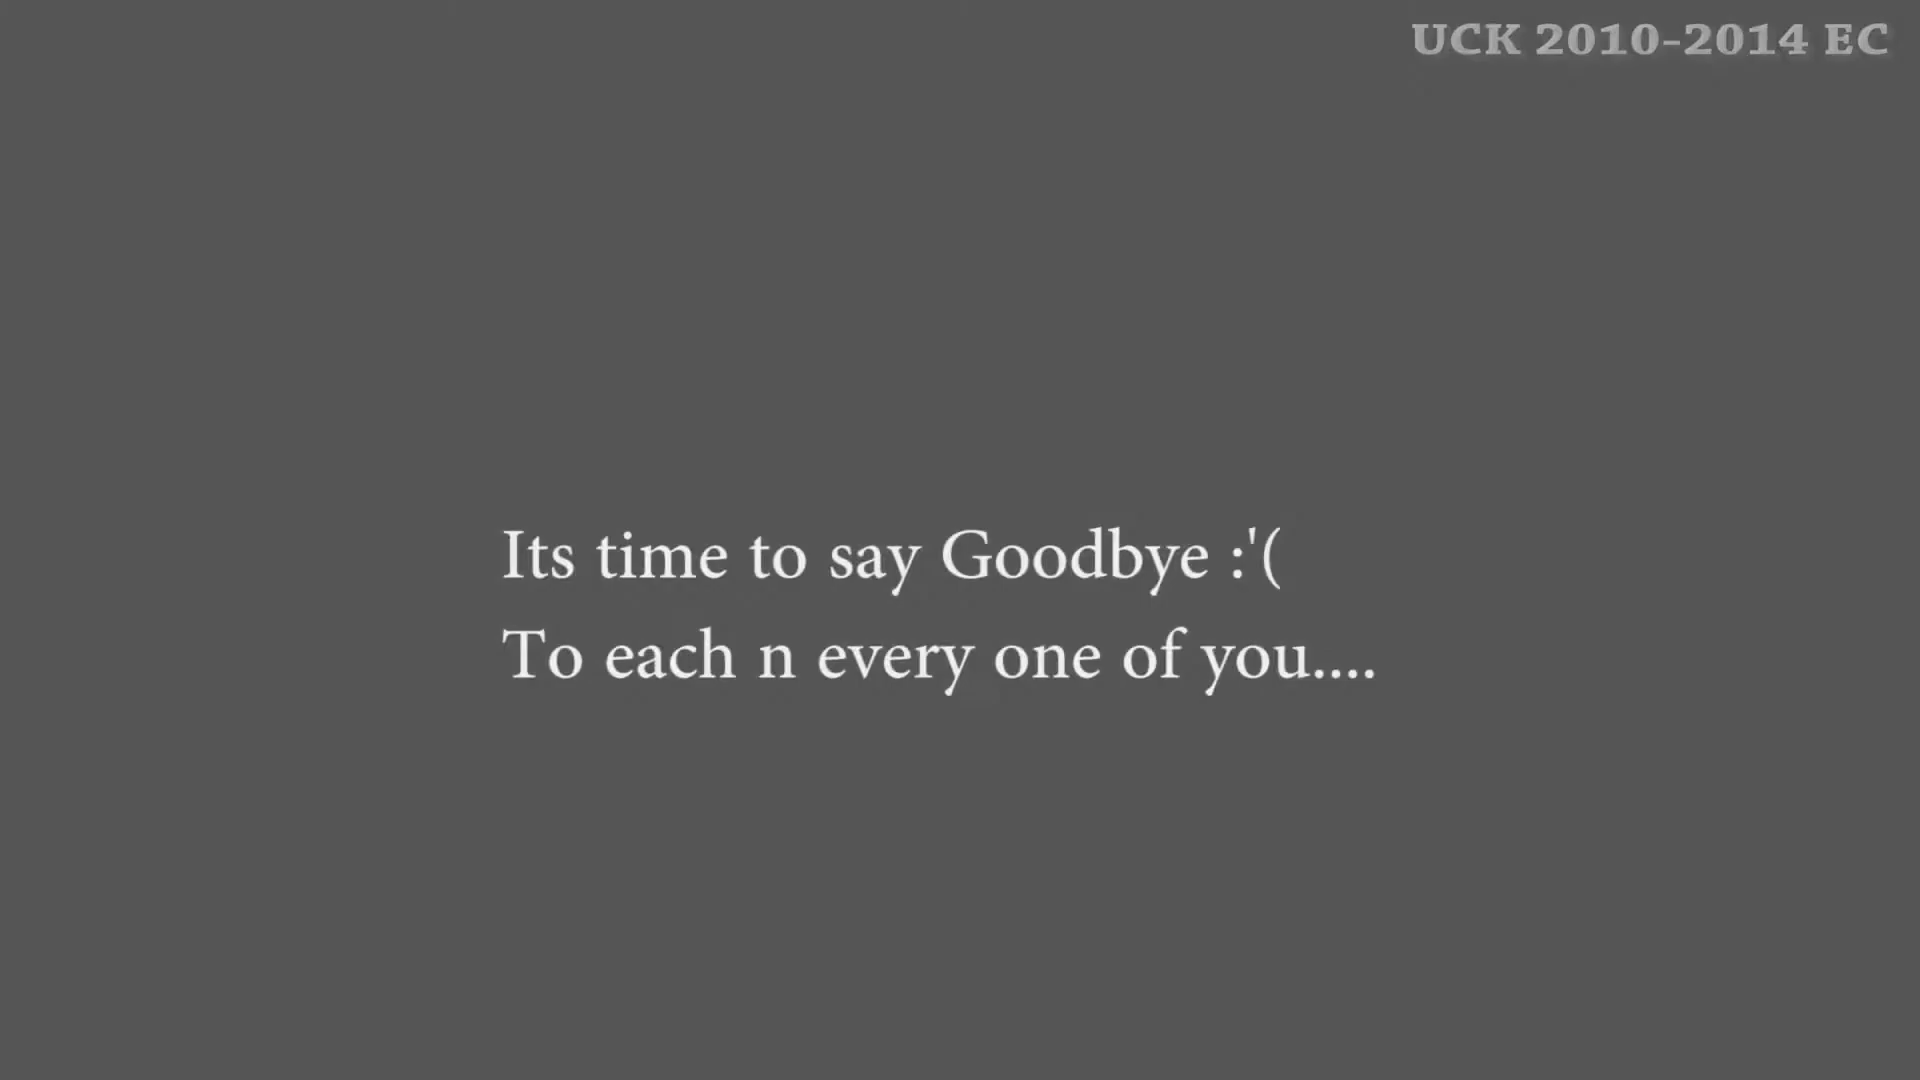 UCK 2010-2014 EC
Its time to say Goodbye :'(
To each n every one of you....